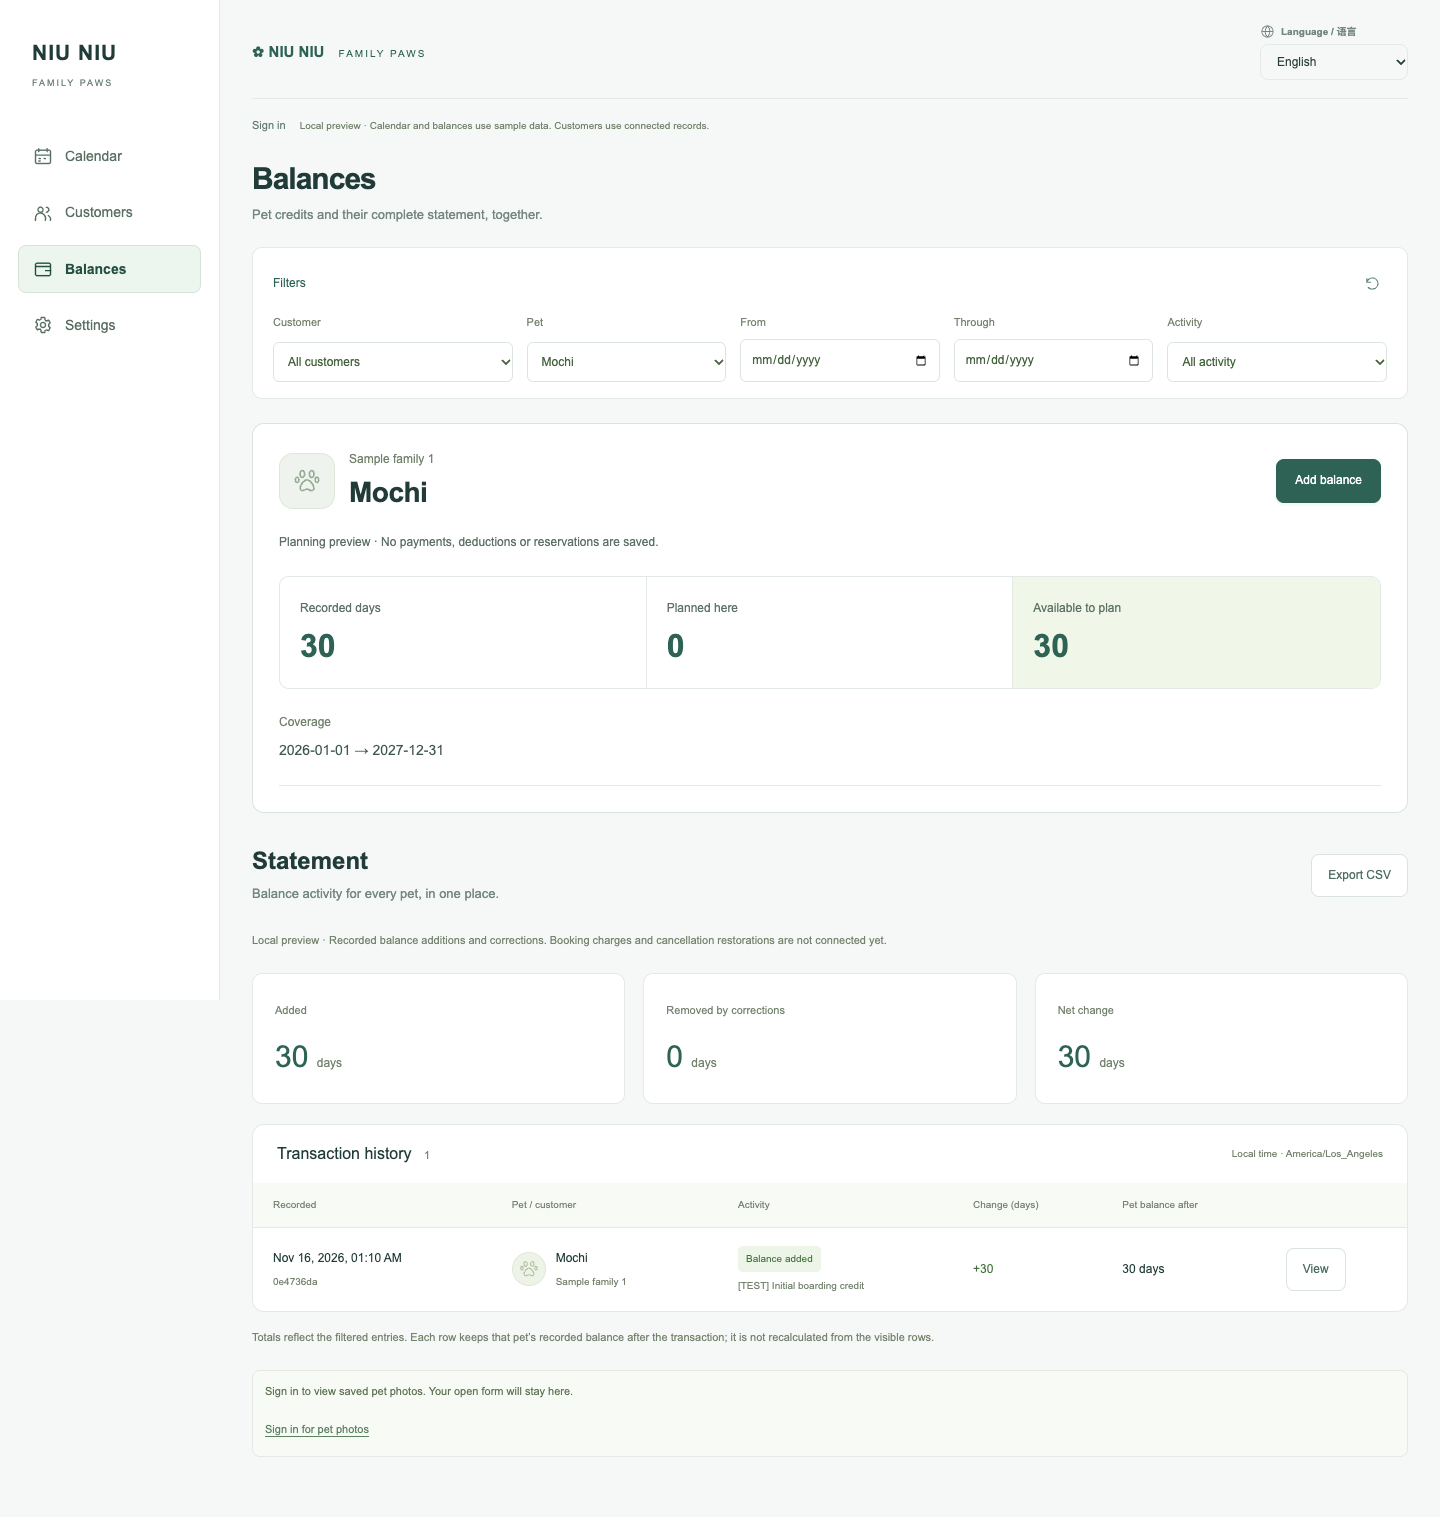 NIU NIU
FAMILY PAWS
Calendar
Customers
Balances
Settings
✿ NIU NIU FAMILY PAWS
Language / 语言
English
Sign in Local preview · Calendar and balances use sample data. Customers use connected records.
Balances
Pet credits and their complete statement, together.
Filters
Customer Pet From Through Activity
All customers Mochi mm/dd/yyyy mm/dd/yyyy All activity
Sample family 1
Mochi
Add balance
Planning preview · No payments, deductions or reservations are saved.
Recorded days Planned here Available to plan
30 0 30
Coverage
2026-01-01 → 2027-12-31
Statement
Balance activity for every pet, in one place.
Export CSV
Local preview · Recorded balance additions and corrections. Booking charges and cancellation restorations are not connected yet.
Added Removed by corrections Net change
30 days 0 days 30 days
Transaction history 1 Local time · America/Los_Angeles
Recorded Pet / customer Activity Change (days) Pet balance after
Nov 16, 2026, 01:10 AM Mochi Balance added +30 30 days View
0e4736da Sample family 1 [TEST] Initial boarding credit
Totals reflect the filtered entries. Each row keeps that pet's recorded balance after the transaction; it is not recalculated from the visible rows.
Sign in to view saved pet photos. Your open form will stay here.
Sign in for pet photos